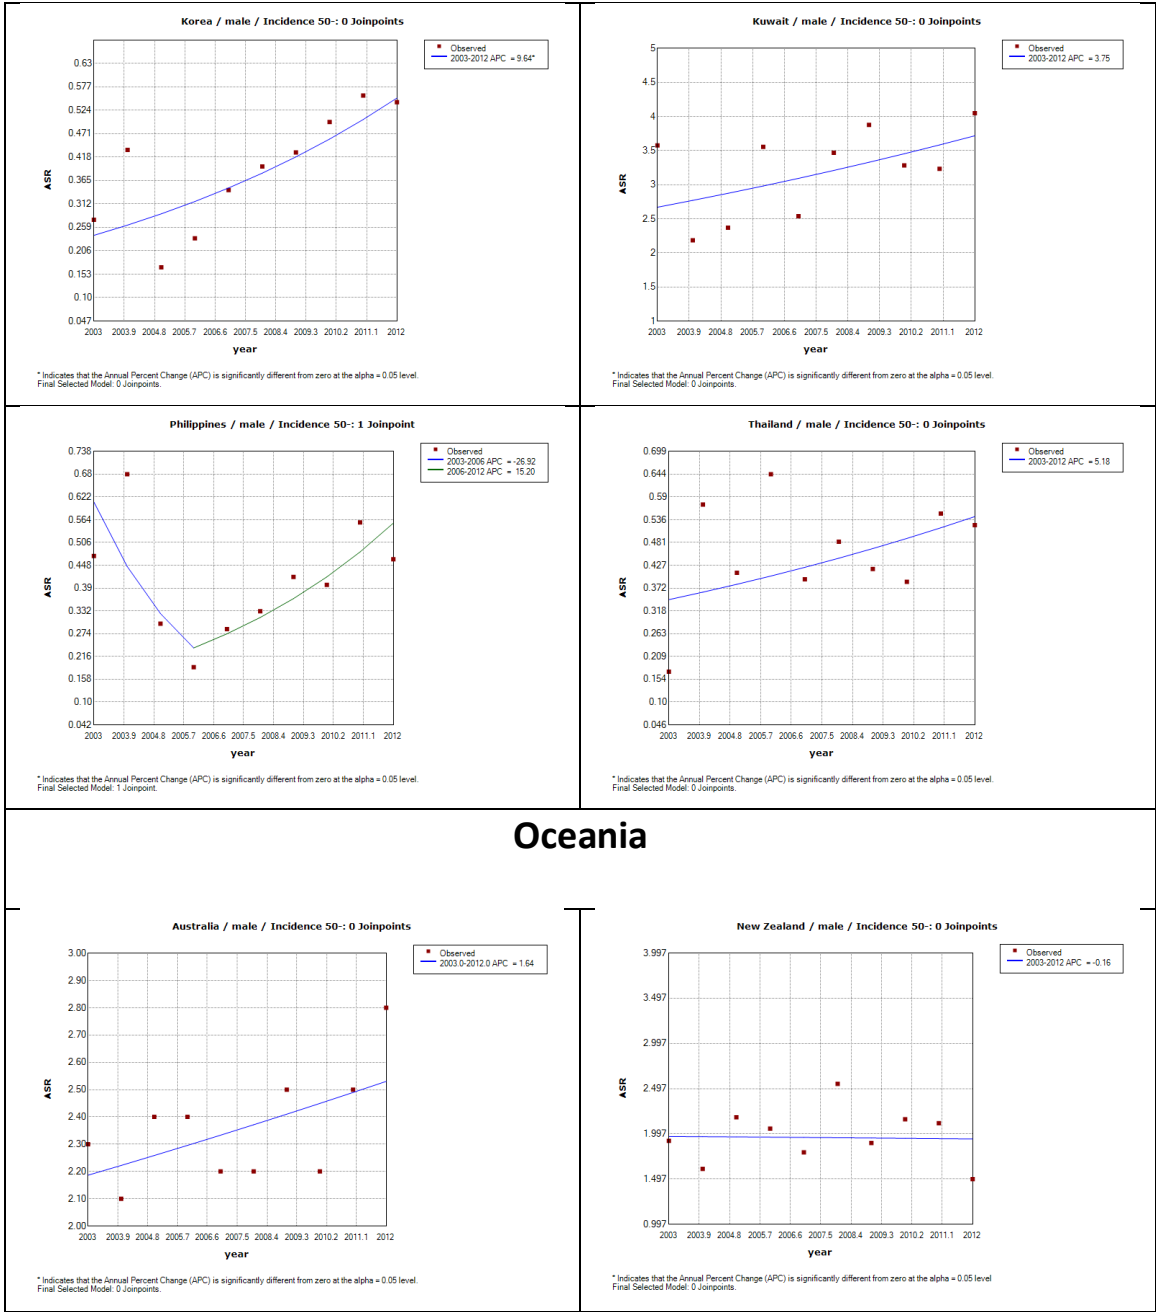 Korea / male / Incidence 50-: 0 Joinpoints
Observed
2003-2012 APC = 9.64*
0.63
0.577
0.524
0.471
0.418
0.365
0.312
0.259
0.206
0.153
0.10
0.047
ASR
2003 2003.9 2004.8 2005.7 2006.6 2007.5 2008.4 2009.3 2010.2 2011.1 2012
year
* Indicates that the Annual Percent Change (APC) is significantly different from zero at the alpha = 0.05 level.
Final Selected Model: 0 Joinpoints.
Kuwait / male / Incidence 50-: 0 Joinpoints
Observed
2003-2012 APC = 3.75
5
4.5
4
3.5
3
2.5
2
1.5
1
ASR
2003 2003.9 2004.8 2005.7 2006.6 2007.5 2008.4 2009.3 2010.2 2011.1 2012
year
* Indicates that the Annual Percent Change (APC) is significantly different from zero at the alpha = 0.05 level.
Final Selected Model: 0 Joinpoints.
Philippines / male / Incidence 50-: 1 Joinpoint
Observed
2003-2006 APC = -26.92
2006-2012 APC = 15.20
0.738
0.68
0.622
0.564
0.506
0.448
0.39
0.332
0.274
0.216
0.158
0.10
0.042
ASR
2003 2003.9 2004.8 2005.7 2006.6 2007.5 2008.4 2009.3 2010.2 2011.1 2012
year
* Indicates that the Annual Percent Change (APC) is significantly different from zero at the alpha = 0.05 level.
Final Selected Model: 1 Joinpoint.
Thailand / male / Incidence 50-: 0 Joinpoints
Observed
2003-2012 APC = 5.18
0.699
0.644
0.59
0.536
0.481
0.427
0.372
0.318
0.263
0.209
0.154
0.10
0.046
ASR
2003 2003.9 2004.8 2005.7 2006.6 2007.5 2008.4 2009.3 2010.2 2011.1 2012
year
* Indicates that the Annual Percent Change (APC) is significantly different from zero at the alpha = 0.05 level.
Final Selected Model: 0 Joinpoints.
Oceania
Australia / male / Incidence 50-: 0 Joinpoints
Observed
2003.0-2012.0 APC = 1.64
3.00
2.90
2.80
2.70
2.60
2.50
2.40
2.30
2.20
2.10
2.00
ASR
2003 2003.9 2004.8 2005.7 2006.6 2007.5 2008.4 2009.3 2010.2 2011.1 2012
year
* Indicates that the Annual Percent Change (APC) is significantly different from zero at the alpha = 0.05 level.
Final Selected Model: 0 Joinpoints.
New Zealand / male / Incidence 50-: 0 Joinpoints
Observed
2003-2012 APC = -0.16
3.997
3.497
2.997
2.497
1.997
1.497
0.997
ASR
2003 2003.9 2004.8 2005.7 2006.6 2007.5 2008.4 2009.3 2010.2 2011.1 2012
year
* Indicates that the Annual Percent Change (APC) is significantly different from zero at the alpha = 0.05 level
Final Selected Model: 0 Joinpoints.